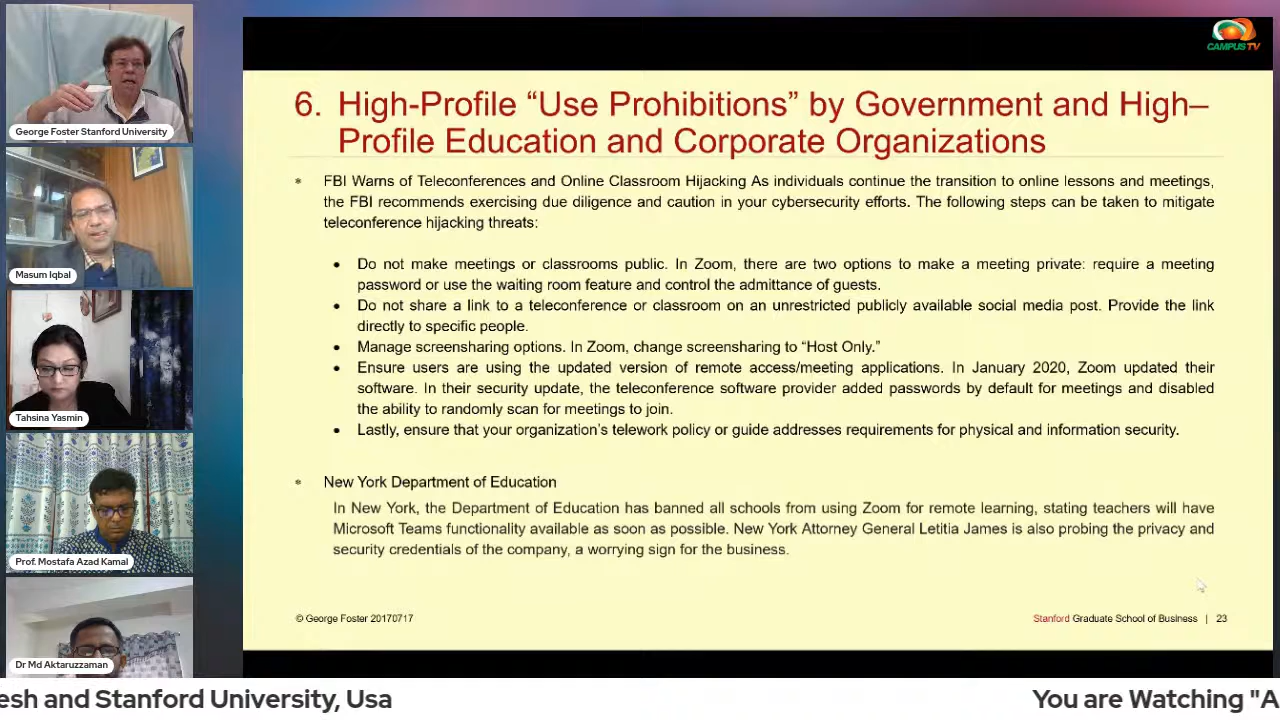 CAMPUS TV
George Foster Stanford University
Masum Iqbal
Tahsina Yasmin
Prof. Mostafa Azad Kamal
Dr Md Aktaruzzaman
6. High-Profile “Use Prohibitions” by Government and High–
Profile Education and Corporate Organizations
* FBI Warns of Teleconferences and Online Classroom Hijacking As individuals continue the transition to online lessons and meetings,
the FBI recommends exercising due diligence and caution in your cybersecurity efforts. The following steps can be taken to mitigate
teleconference hijacking threats:
• Do not make meetings or classrooms public. In Zoom, there are two options to make a meeting private: require a meeting
password or use the waiting room feature and control the admittance of guests.
• Do not share a link to a teleconference or classroom on an unrestricted publicly available social media post. Provide the link
directly to specific people.
• Manage screensharing options. In Zoom, change screensharing to “Host Only.”
• Ensure users are using the updated version of remote access/meeting applications. In January 2020, Zoom updated their
software. In their security update, the teleconference software provider added passwords by default for meetings and disabled
the ability to randomly scan for meetings to join.
• Lastly, ensure that your organization’s telework policy or guide addresses requirements for physical and information security.
* New York Department of Education
In New York, the Department of Education has banned all schools from using Zoom for remote learning, stating teachers will have
Microsoft Teams functionality available as soon as possible. New York Attorney General Letitia James is also probing the privacy and
security credentials of the company, a worrying sign for the business.
© George Foster 20170717
Stanford Graduate School of Business | 23
esh and Stanford University, Usa
You are Watching "A